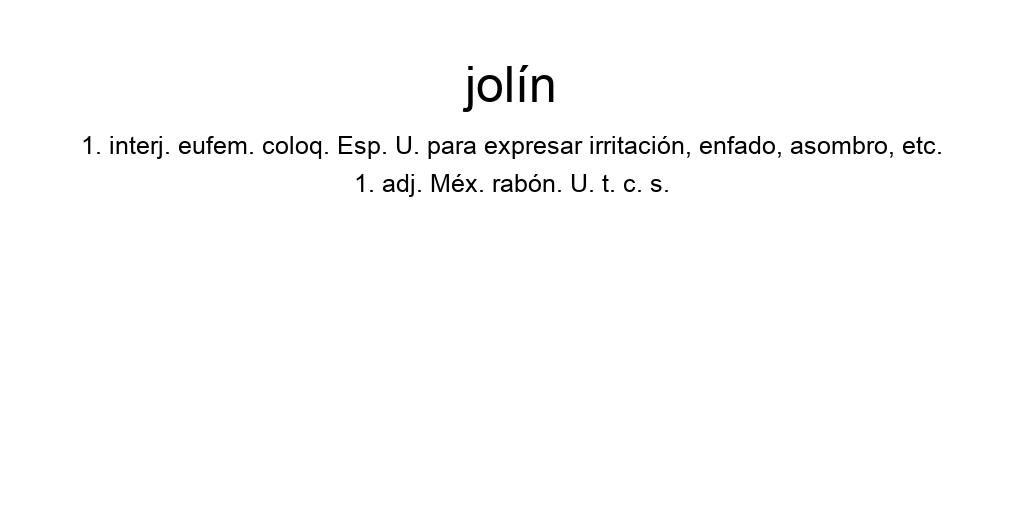 jolín
1. interj. eufem. coloq. Esp. U. para expresar irritación, enfado, asombro, etc.
1. adj. Méx. rabón. U. t. c. s.